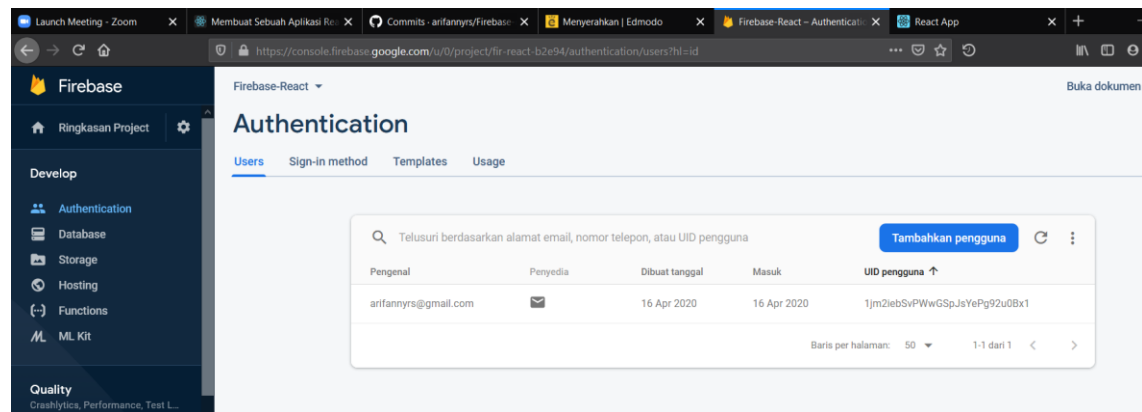 Launch Meeting - Zoom
Membuat Sebuah Aplikasi Rea
Commits · arifannyrs/Firebase-
Menyerahkan | Edmodo
Firebase-React – Authenticatic
React App
https://console.firebase.google.com/u/0/project/fir-react-b2e94/authentication/users?hl=id
Firebase
Firebase-React
Buka dokumen
Ringkasan Project
Authentication
Users Sign-in method Templates Usage
Develop
Authentication
Database
Storage
Hosting
Functions
ML Kit
Quality
Crashlytics, Performance, Test L...
Telusuri berdasarkan alamat email, nomor telepon, atau UID pengguna
Tambahkan pengguna
Pengenal Penyedia Dibuat tanggal Masuk UID pengguna
arifannyrs@gmail.com 16 Apr 2020 16 Apr 2020 1jm2iebSvPWwGSpJsYePg92u0Bx1
Baris per halaman: 50 1-1 dari 1